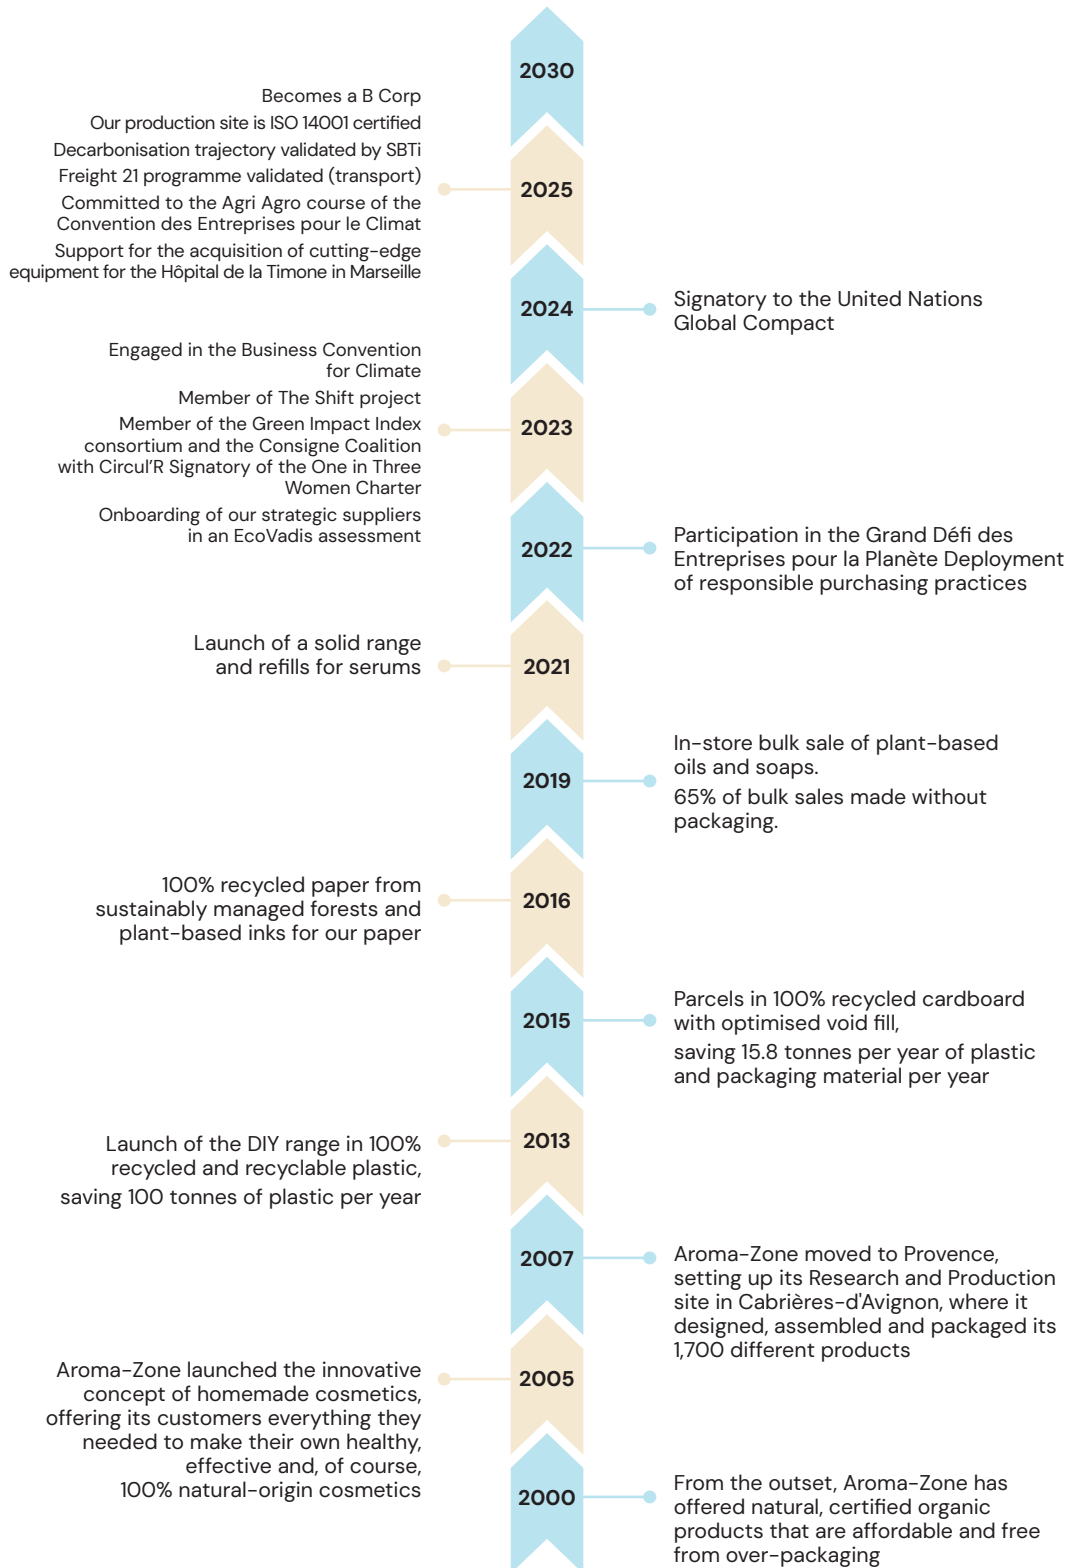 2030
Becomes a B Corp
Our production site is ISO 14001 certified
Decarbonisation trajectory validated by SBTi
Freight 21 programme validated (transport)
Committed to the Agri Agro course of the
Convention des Entreprises pour le Climat
Support for the acquisition of cutting-edge
equipment for the Hôpital de la Timone in Marseille
2025
2024
Signatory to the United Nations
Global Compact
Engaged in the Business Convention
for Climate
Member of The Shift project
Member of the Green Impact Index
consortium and the Consigne Coalition
with Circul'R Signatory of the One in Three
Women Charter
Onboarding of our strategic suppliers
in an EcoVadis assessment
2023
2022
Participation in the Grand Défi des
Entreprises pour la Planète Deployment
of responsible purchasing practices
Launch of a solid range
and refills for serums
2021
2019
In-store bulk sale of plant-based
oils and soaps.
65% of bulk sales made without
packaging.
100% recycled paper from
sustainably managed forests and
plant-based inks for our paper
2016
2015
Parcels in 100% recycled cardboard
with optimised void fill,
saving 15.8 tonnes per year of plastic
and packaging material per year
Launch of the DIY range in 100%
recycled and recyclable plastic,
saving 100 tonnes of plastic per year
2013
2007
Aroma-Zone moved to Provence,
setting up its Research and Production
site in Cabrières-d'Avignon, where it
designed, assembled and packaged its
1,700 different products
Aroma-Zone launched the innovative
concept of homemade cosmetics,
offering its customers everything they
needed to make their own healthy,
effective and, of course,
100% natural-origin cosmetics
2005
2000
From the outset, Aroma-Zone has
offered natural, certified organic
products that are affordable and free
from over-packaging